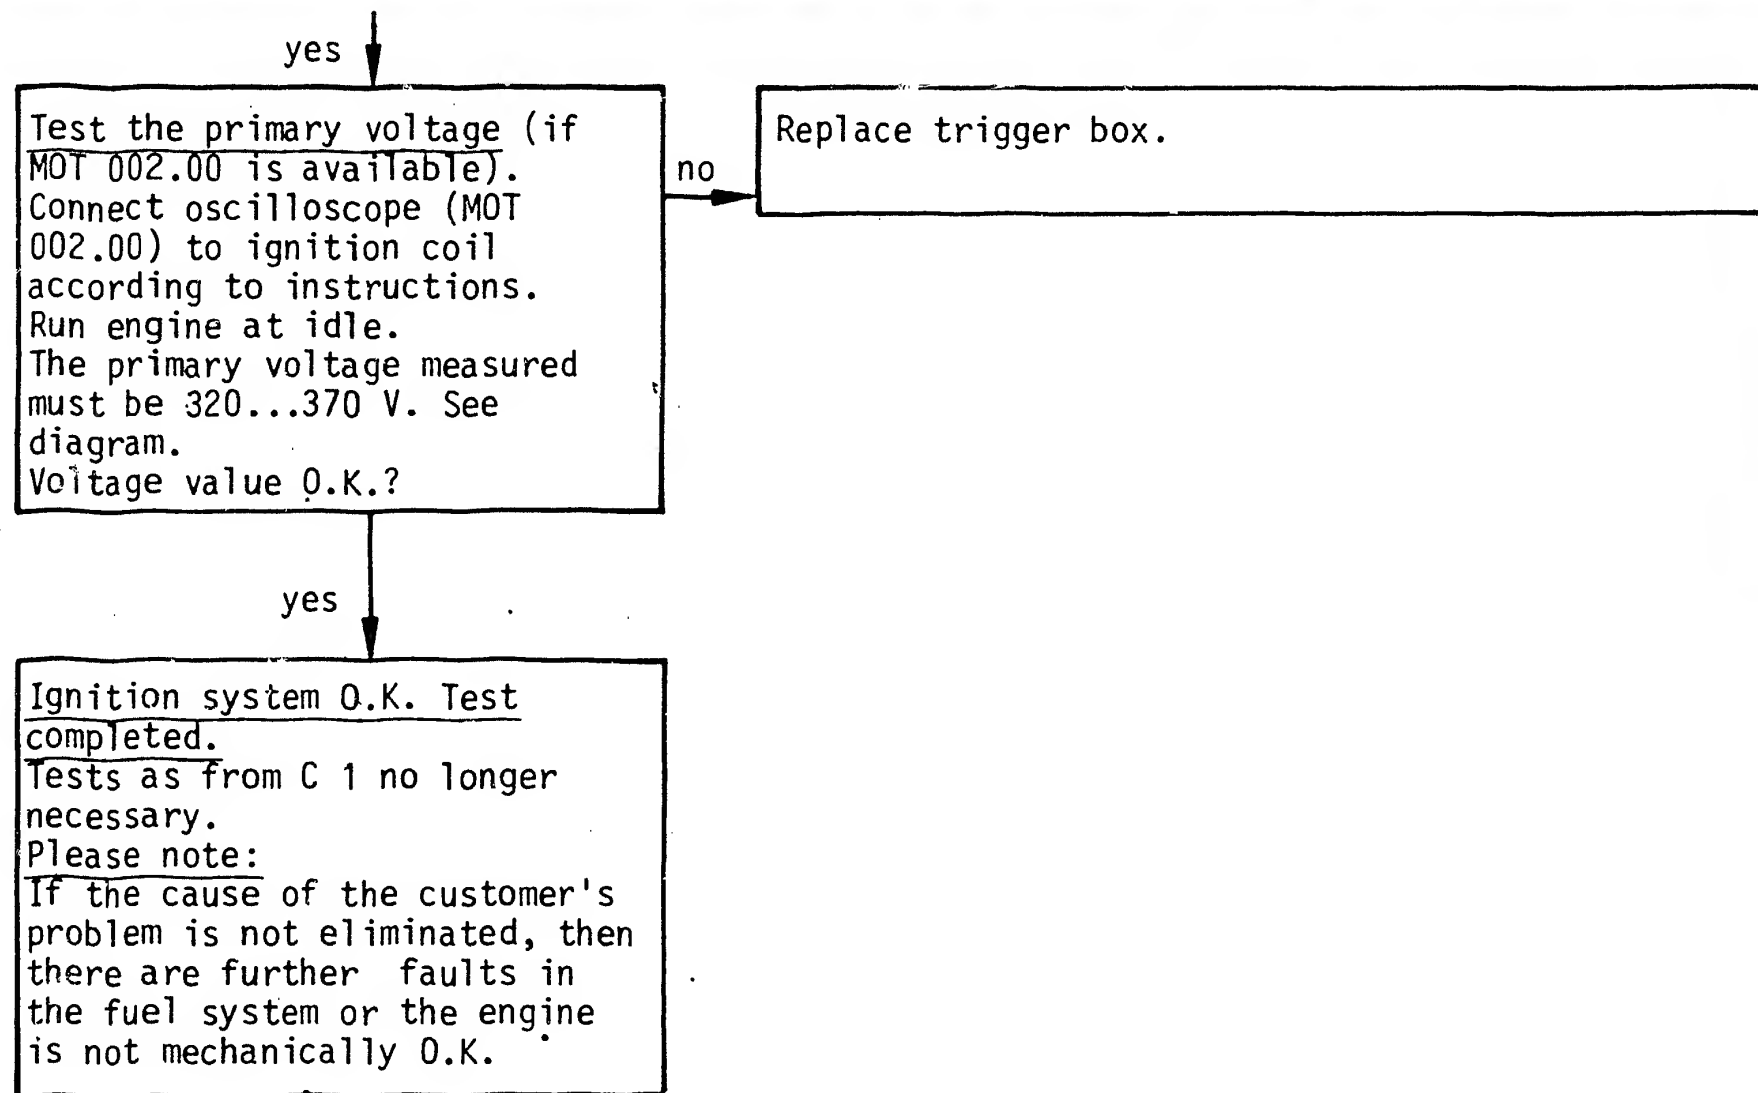 yes
Test the primary voltage (if
MOT 002.00 is available).
Connect oscilloscope (MOT
002.00) to ignition coil
according to instructions.
Run engine at idle.
The primary voltage measured
must be 320...370 V. See
diagram.
Voltage value O.K.?
no
Replace trigger box.
yes
Ignition system O.K. Test
completed.
Tests as from C 1 no longer
necessary.
Please note:
If the cause of the customer's
problem is not eliminated, then
there are further faults in
the fuel system or the engine
is not mechanically O.K.